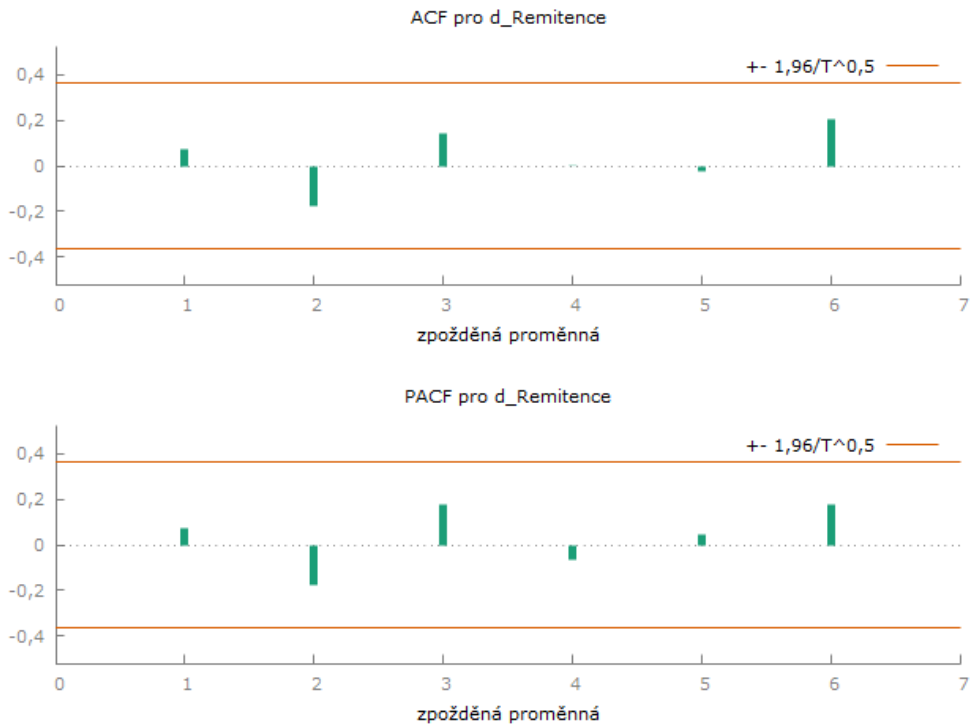 ACF pro d_Remitence
+- 1,96/T^0,5
0,4
0,2
0
-0,2
-0,4
0 1 2 3 4 5 6 7
zpožděná proměnná
PACF pro d_Remitence
+- 1,96/T^0,5
0,4
0,2
0
-0,2
-0,4
0 1 2 3 4 5 6 7
zpožděná proměnná